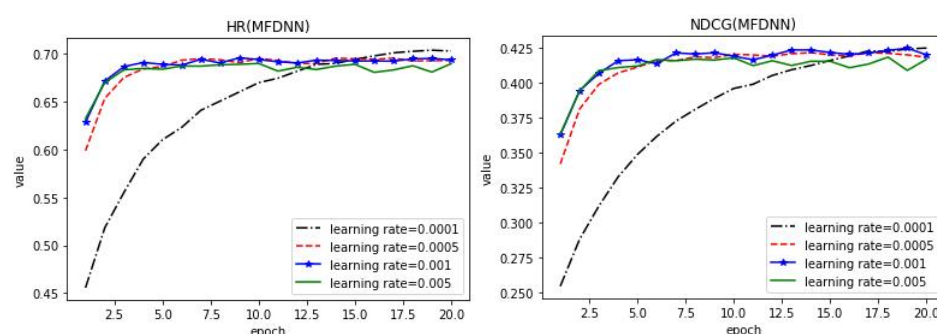 HR(MFDNN)
value
0.70
0.65
0.60
0.55
0.50
0.45
learning rate=0.0001
learning rate=0.0005
learning rate=0.001
learning rate=0.005
2.5 5.0 7.5 10.0 12.5 15.0 17.5 20.0
epoch
NDCG(MFDNN)
value
0.425
0.400
0.375
0.350
0.325
0.300
0.275
0.250
learning rate=0.0001
learning rate=0.0005
learning rate=0.001
learning rate=0.005
2.5 5.0 7.5 10.0 12.5 15.0 17.5 20.0
epoch